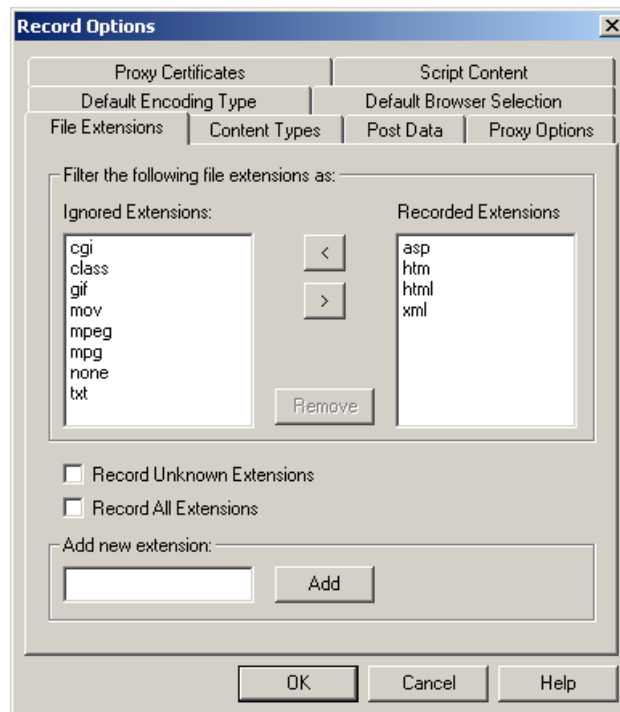 Record Options
Proxy Certificates
Script Content
Default Encoding Type
Default Browser Selection
File Extensions
Content Types
Post Data
Proxy Options
Filter the following file extensions as:
Ignored Extensions:
Recorded Extensions
cgi
class
gif
mov
mpeg
mpg
none
txt
<
>
Remove
asp
htm
html
xml
Record Unknown Extensions
Record All Extensions
Add new extension:
Add
OK
Cancel
Help